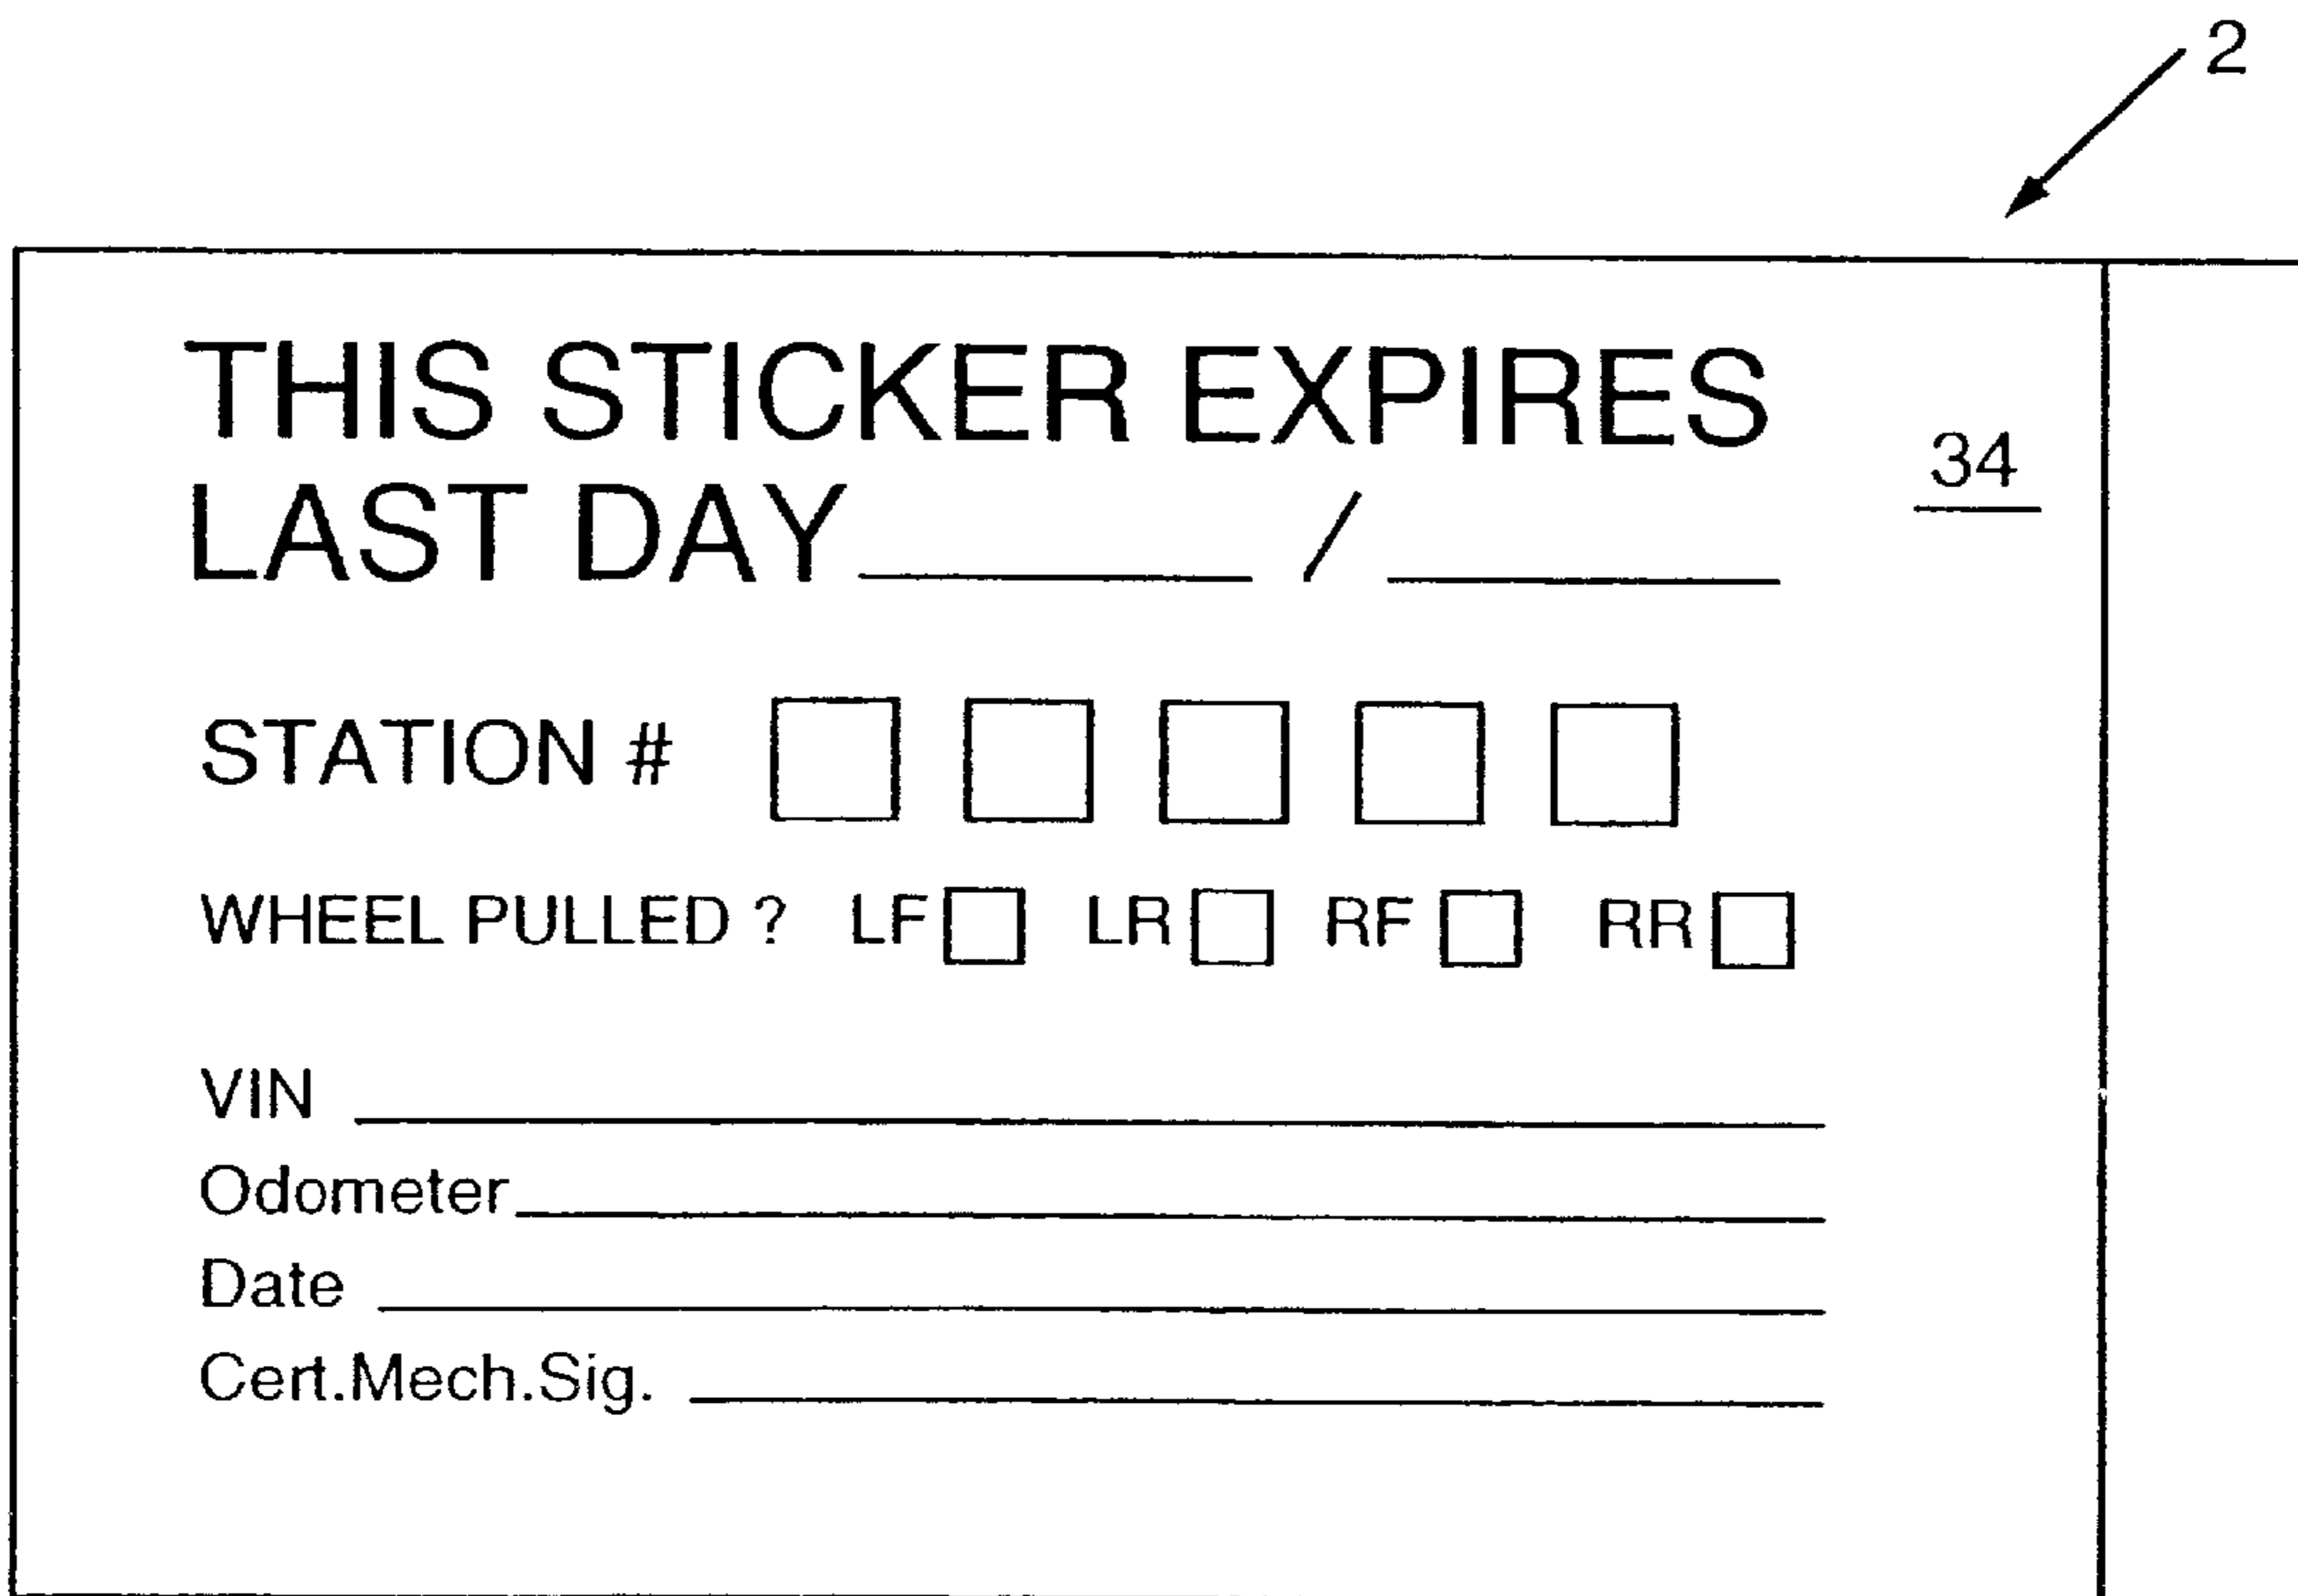 2
THIS STICKER EXPIRES
34
LAST DAY ______ / ______
STATION #
WHEEL PULLED ? LF LR RF RR
VIN
Odometer
Date
Cert.Mech.Sig.